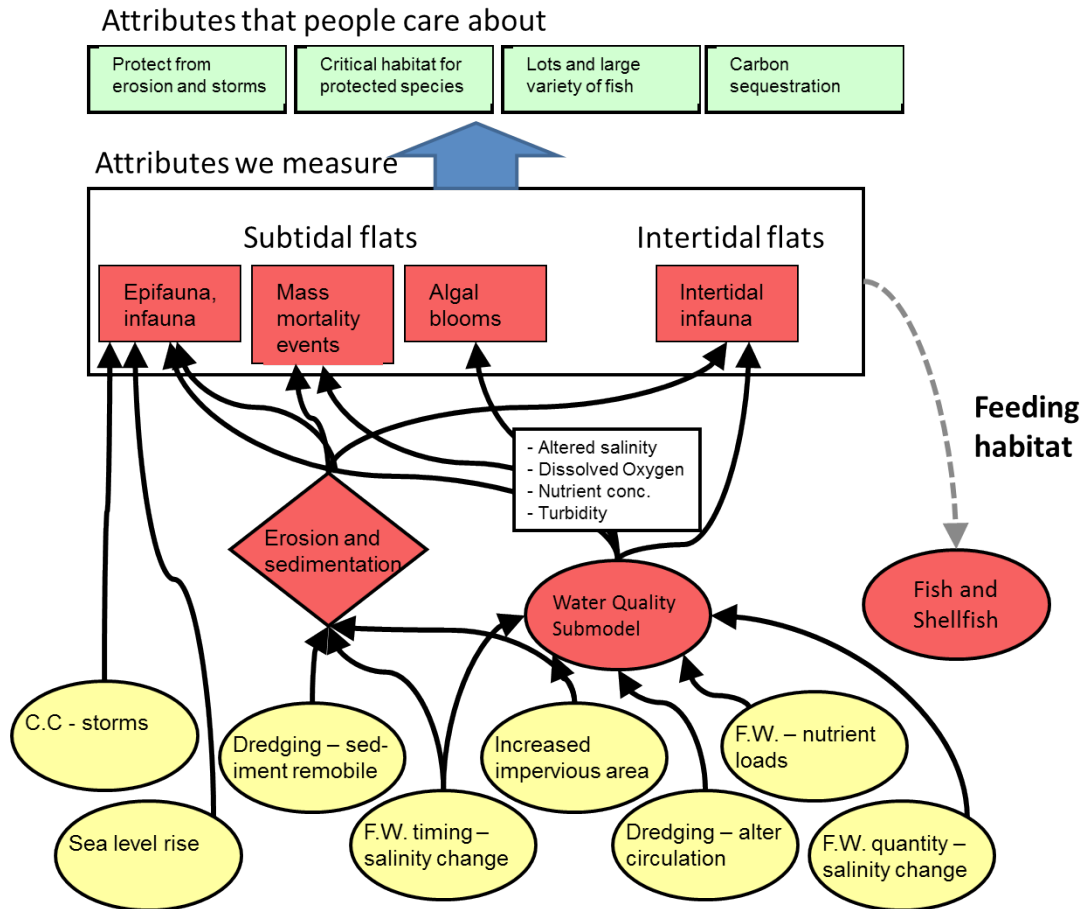 Attributes that people care about
Protect from
erosion and storms
Critical habitat for
protected species
Lots and large
variety of fish
Carbon
sequestration
Attributes we measure
Subtidal flats
Intertidal flats
Epifauna,
infauna
Mass
mortality
events
Algal
blooms
Intertidal
infauna
Feeding
habitat
- Altered salinity
- Dissolved Oxygen
- Nutrient conc.
- Turbidity
Erosion and
sedimentation
Water Quality
Submodel
Fish and
Shellfish
C.C - storms
Dredging – sed-
iment remobile
Increased
impervious area
F.W. – nutrient
loads
Sea level rise
F.W. timing –
salinity change
Dredging – alter
circulation
F.W. quantity –
salinity change